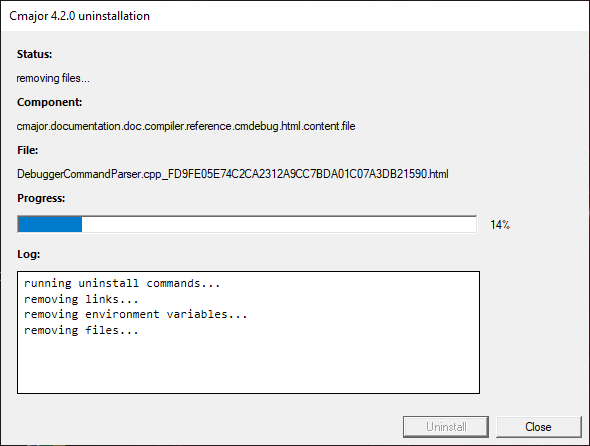 Cmajor 4.2.0 uninstallation
Status:
removing files...
Component:
cmajor.documentation.doc.compiler.reference.cmdebug.html.content.file
File:
DebuggerCommandParser.cpp_FD9FE05E74C2CA2312A9CC7BDA01C07A3DB21590.html
Progress:
14%
Log:
running uninstall commands...
removing links...
removing environment variables...
removing files...
Uninstall
Close